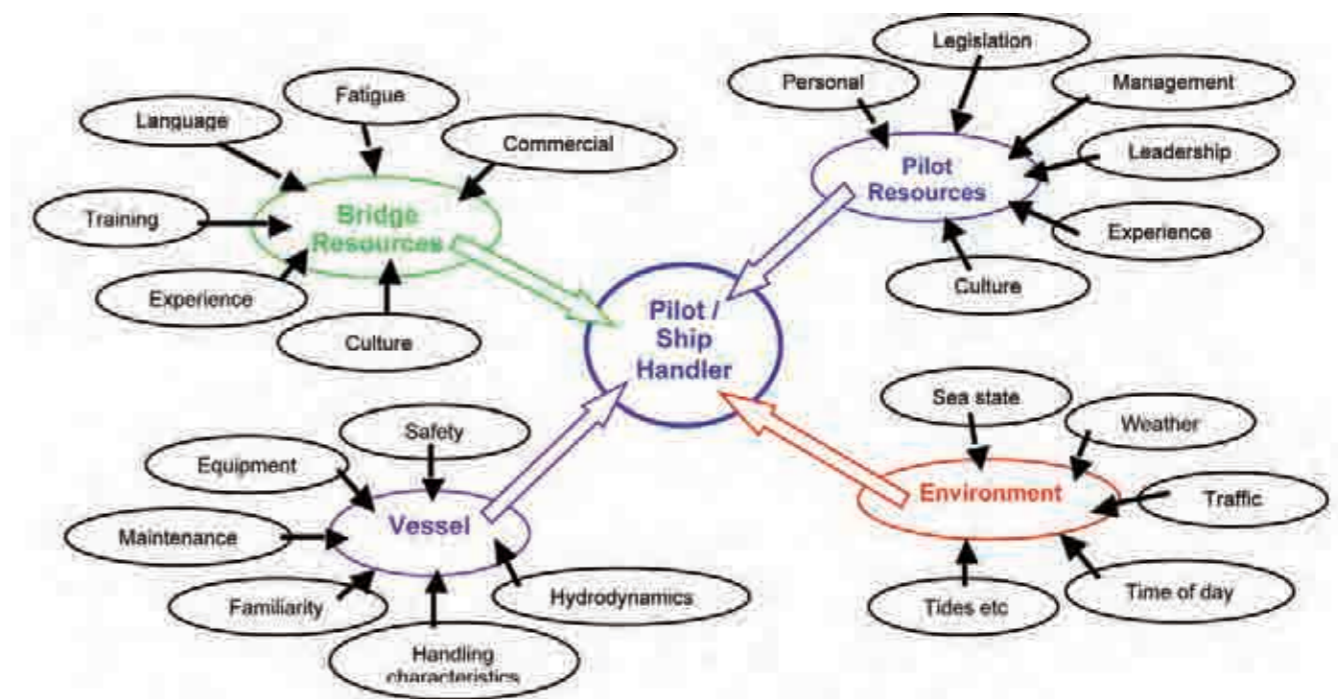 Legislation
Personal
Management
Fatigue
Language
Commercial
Leadership
Pilot
Resources
Bridge
Resources
Training
Experience
Experience
Culture
Culture
Pilot /
Ship
Handler
Sea state
Weather
Safety
Equipment
Environment
Traffic
Vessel
Maintenance
Hydrodynamics
Familiarity
Tides etc
Time of day
Handling
characteristics